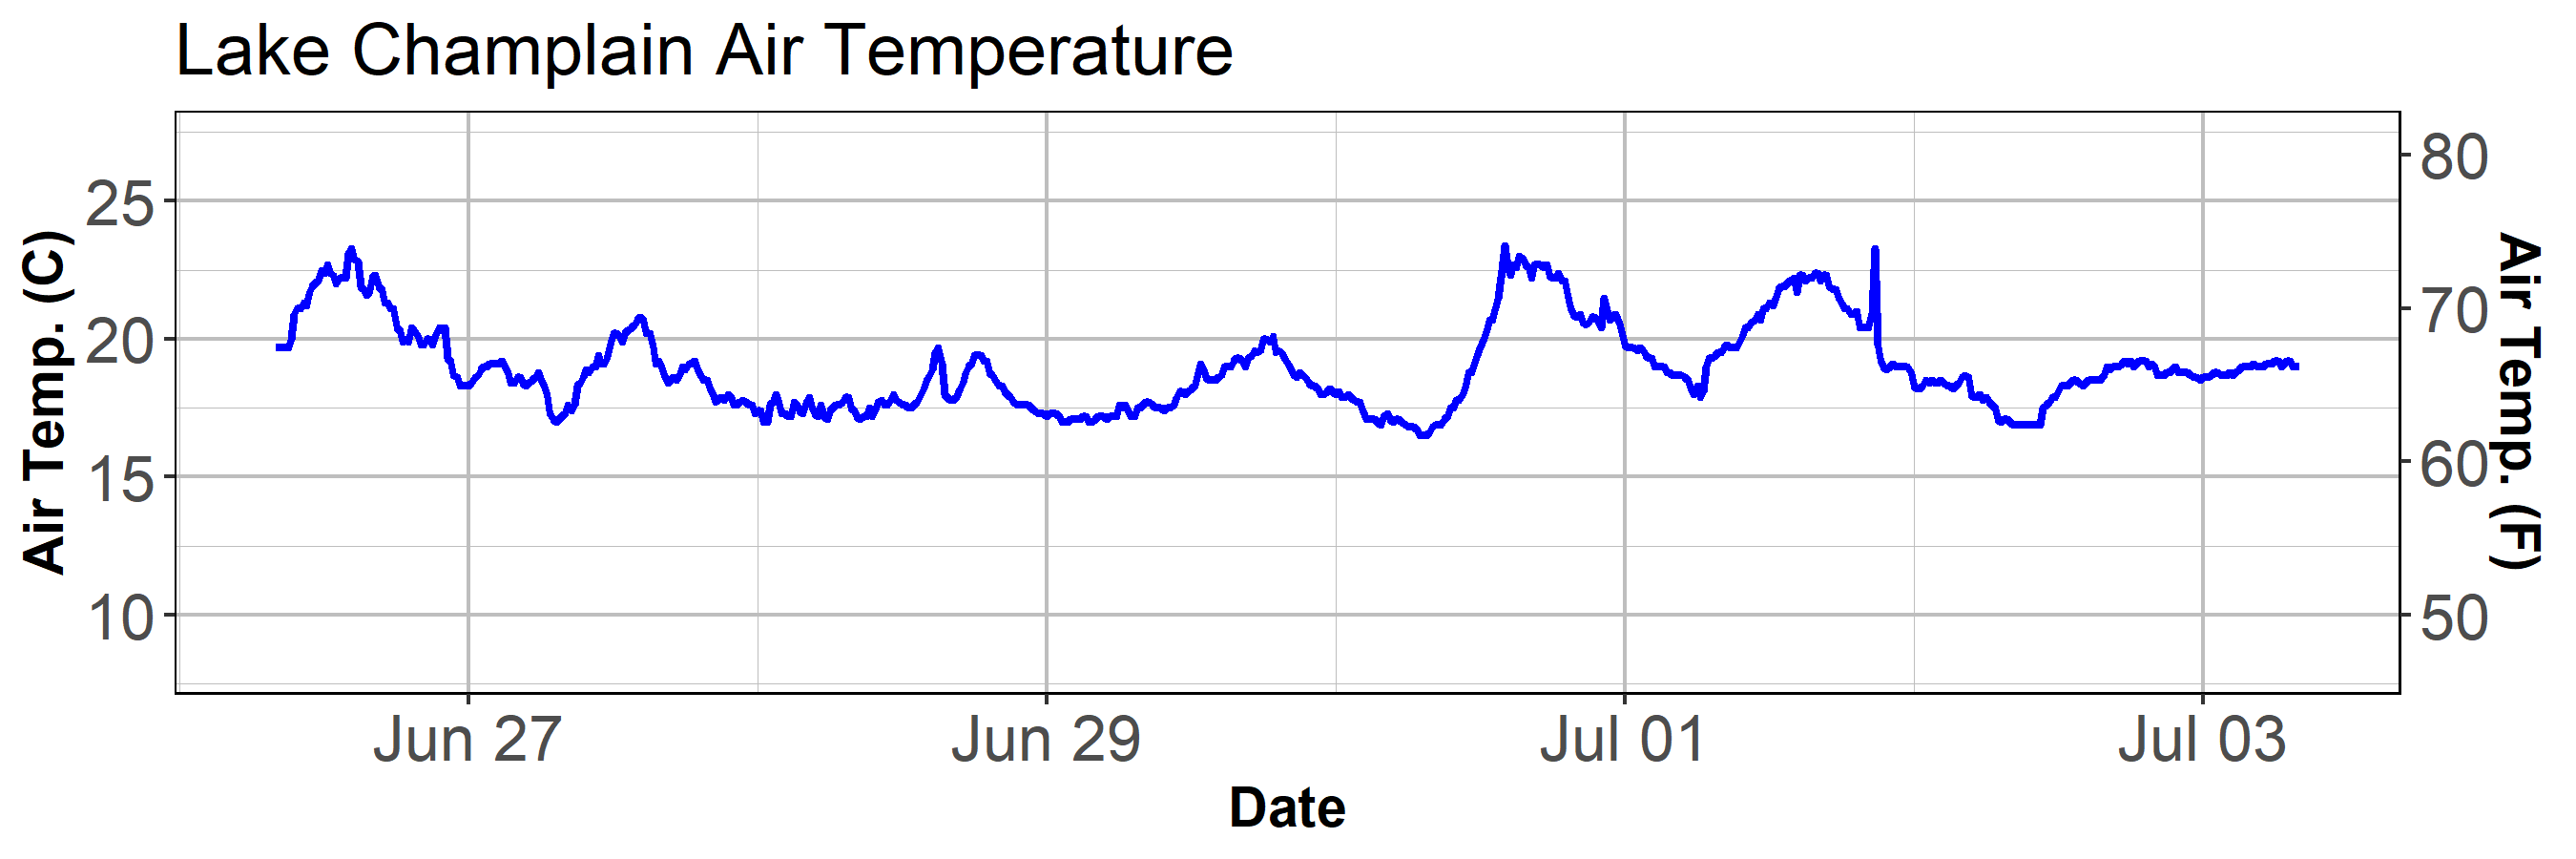 Lake Champlain Air Temperature
Air Temp. (C)
25
20
15
10
80
70
60
50
Air Temp. (F)
Jun 27
Jun 29
Jul 01
Jul 03
Date